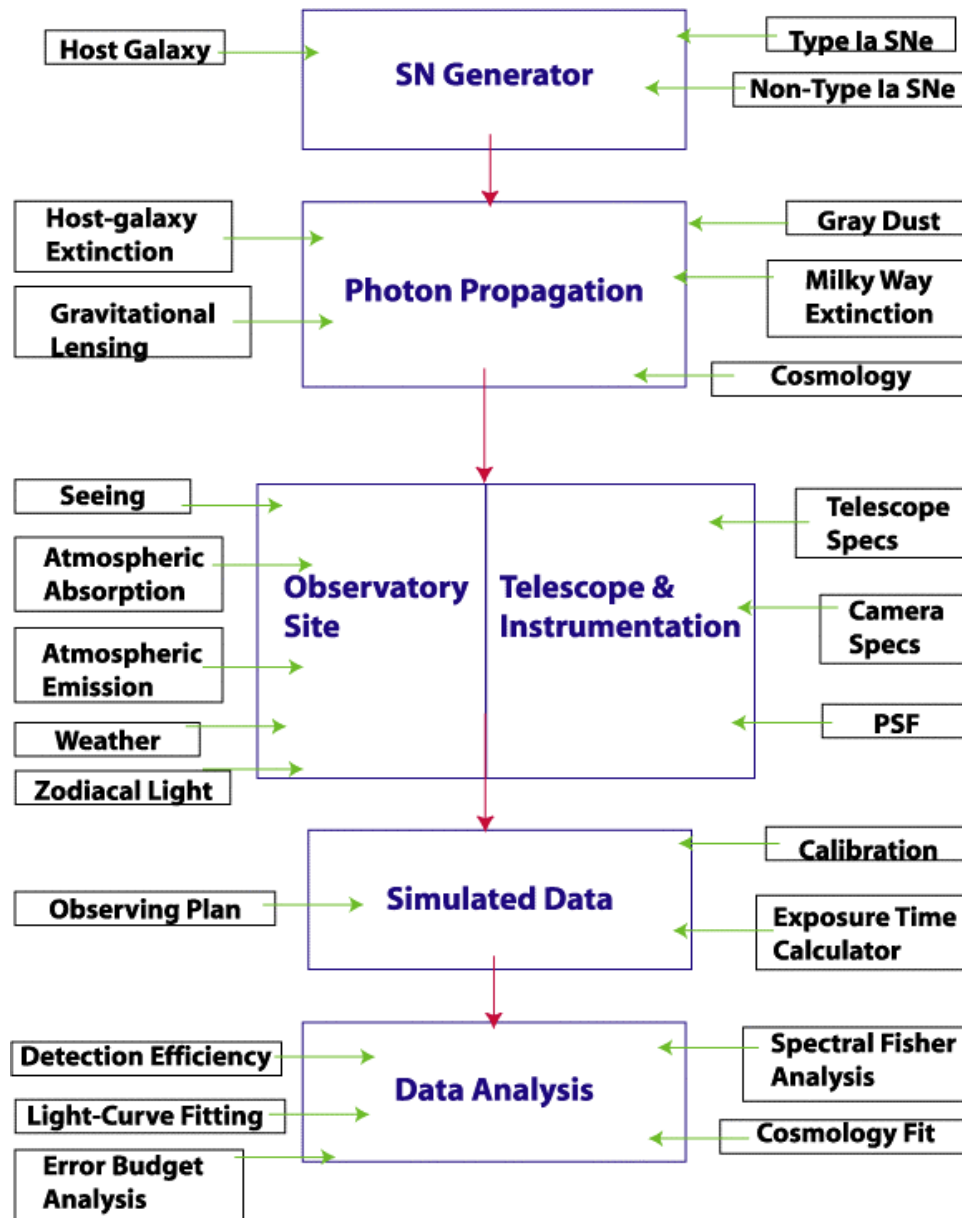 Host Galaxy
SN Generator
Type Ia SNe
Non-Type Ia SNe
Host-galaxy
Extinction
Gravitational
Lensing
Photon Propagation
Gray Dust
Milky Way
Extinction
Cosmology
Seeing
Atmospheric
Absorption
Atmospheric
Emission
Weather
Zodiacal Light
Observatory
Site
Telescope &
Instrumentation
Telescope
Specs
Camera
Specs
PSF
Observing Plan
Simulated Data
Calibration
Exposure Time
Calculator
Detection Efficiency
Light-Curve Fitting
Error Budget
Analysis
Data Analysis
Spectral Fisher
Analysis
Cosmology Fit